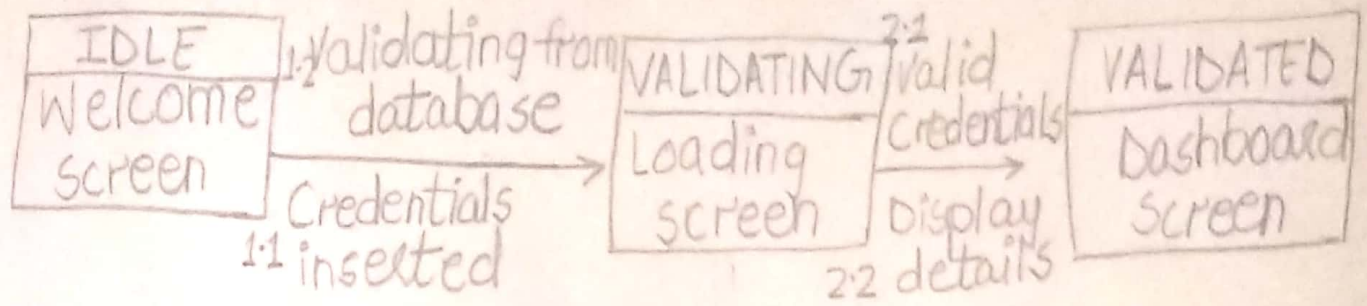 IDLE
Welcome
screen
1.2 Validating from
database
Credentials
1.1 inserted
VALIDATING
Loading
screen
2.1
Valid
Credentials
Display
2.2 details
VALIDATED
Dashboard
screen